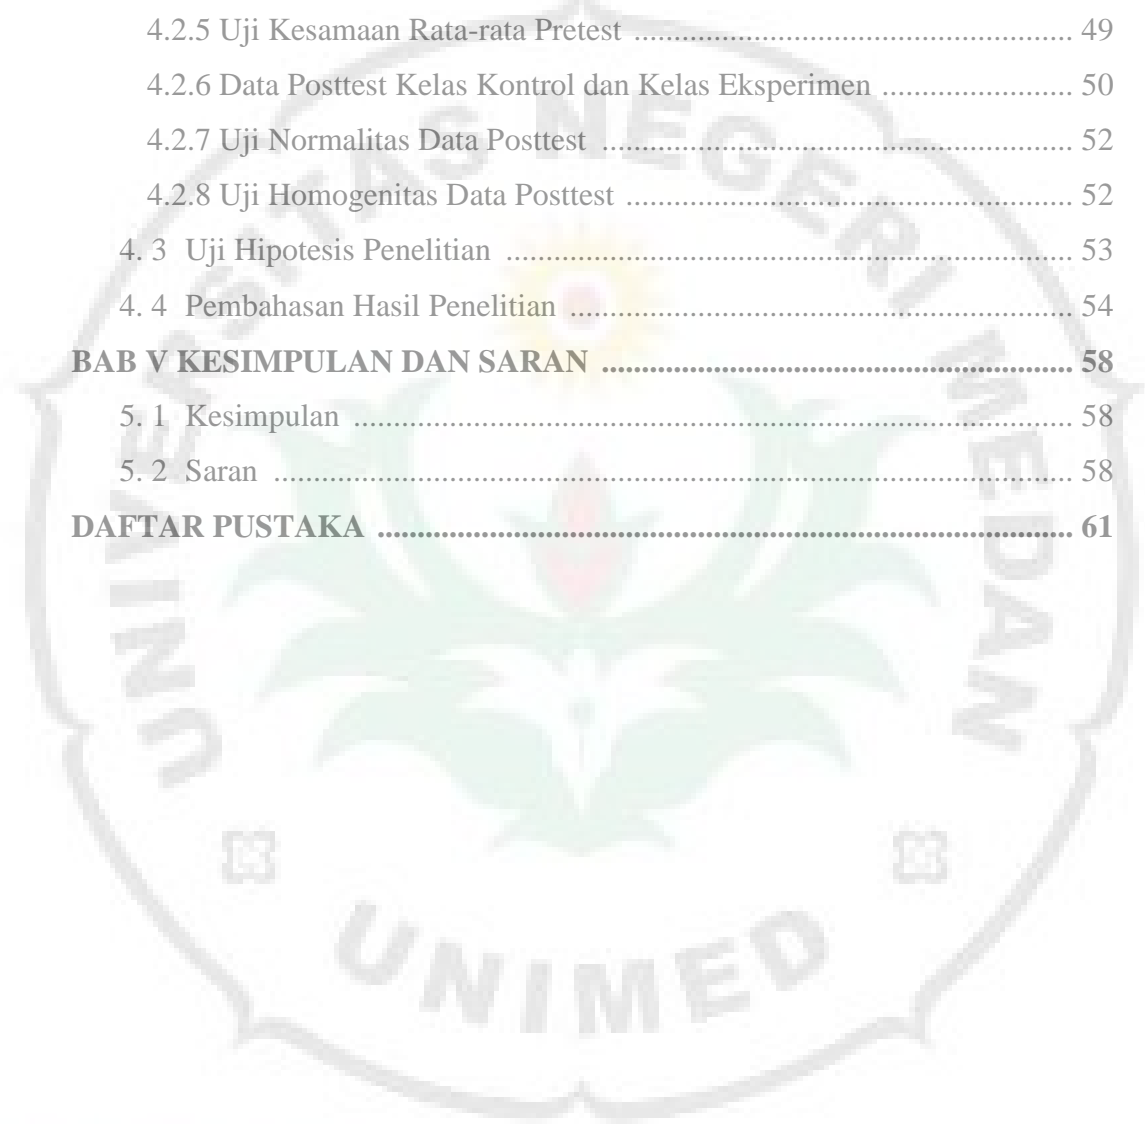 4.2.5 Uji Kesamaan Rata-rata Pretest ....................................................... 49
4.2.6 Data Posttest Kelas Kontrol dan Kelas Eksperimen ........................ 50
4.2.7 Uji Normalitas Data Posttest ........................................................... 52
4.2.8 Uji Homogenitas Data Posttest ........................................................ 52
4. 3 Uji Hipotesis Penelitian ....................................................................... 53
4. 4 Pembahasan Hasil Penelitian ............................................................... 54
BAB V KESIMPULAN DAN SARAN ........................................................... 58
5. 1 Kesimpulan .......................................................................................... 58
5. 2 Saran .................................................................................................... 58
DAFTAR PUSTAKA ....................................................................................... 61
UNIVERSITAS NEGERI MEDAN
UNIMED